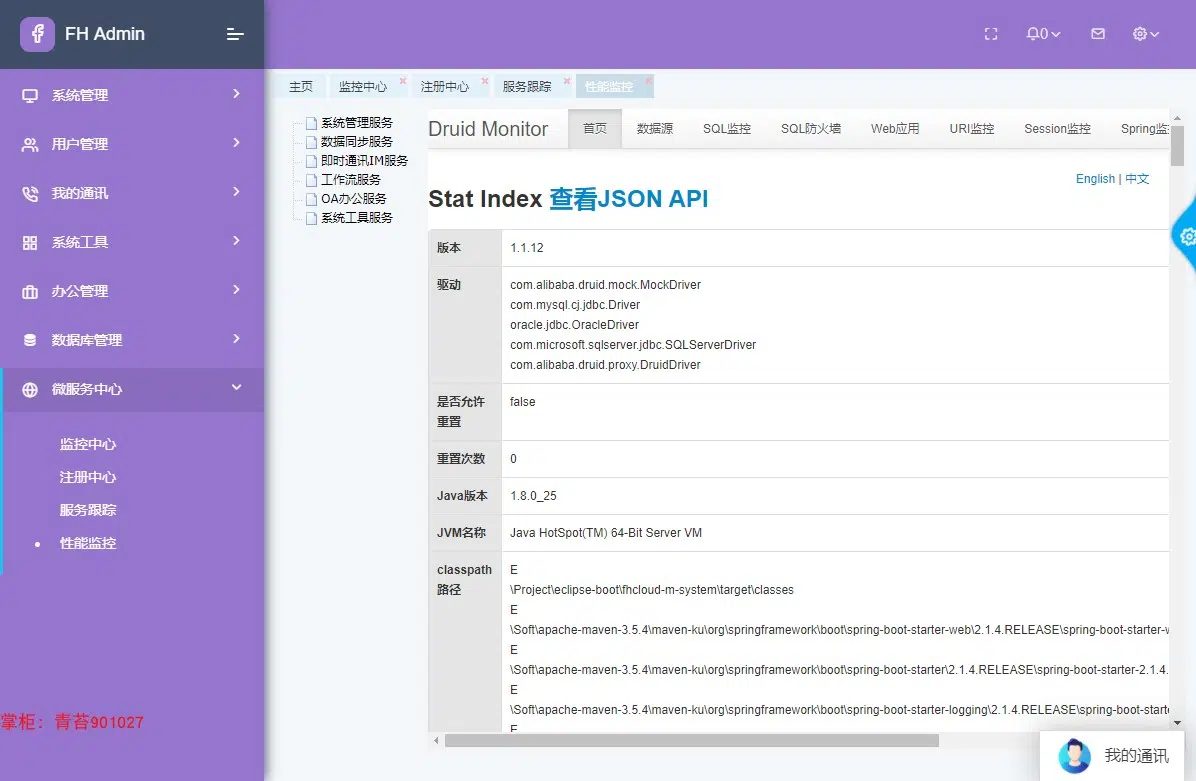 FH Admin
0
系统管理
用户管理
我的通讯
系统工具
办公管理
数据库管理
微服务中心
监控中心
注册中心
服务跟踪
性能监控
掌柜：青苔901027
主页 监控中心 注册中心 服务跟踪 性能监控
系统管理服务
数据同步服务
即时通讯IM服务
工作流服务
OA办公服务
系统工具服务
Druid Monitor 首页 数据源 SQL监控 SQL防火墙 Web应用 URI监控 Session监控 Spring监
English | 中文
Stat Index 查看JSON API
版本 1.1.12
驱动 com.alibaba.druid.mock.MockDriver
com.mysql.cj.jdbc.Driver
oracle.jdbc.OracleDriver
com.microsoft.sqlserver.jdbc.SQLServerDriver
com.alibaba.druid.proxy.DruidDriver
是否允许 false
重置
重置次数 0
Java版本 1.8.0_25
JVM名称 Java HotSpot(TM) 64-Bit Server VM
classpath E
路径 \Project\eclipse-boot\fhcloud-m-system\target\classes
E
\Soft\apache-maven-3.5.4\maven-ku\org\springframework\boot\spring-boot-starter-web\2.1.4.RELEASE\spring-boot-starter-w
E
\Soft\apache-maven-3.5.4\maven-ku\org\springframework\boot\spring-boot-starter\2.1.4.RELEASE\spring-boot-starter-2.1.4.
E
\Soft\apache-maven-3.5.4\maven-ku\org\springframework\boot\spring-boot-starter-logging\2.1.4.RELEASE\spring-boot-starte
E
我的通讯